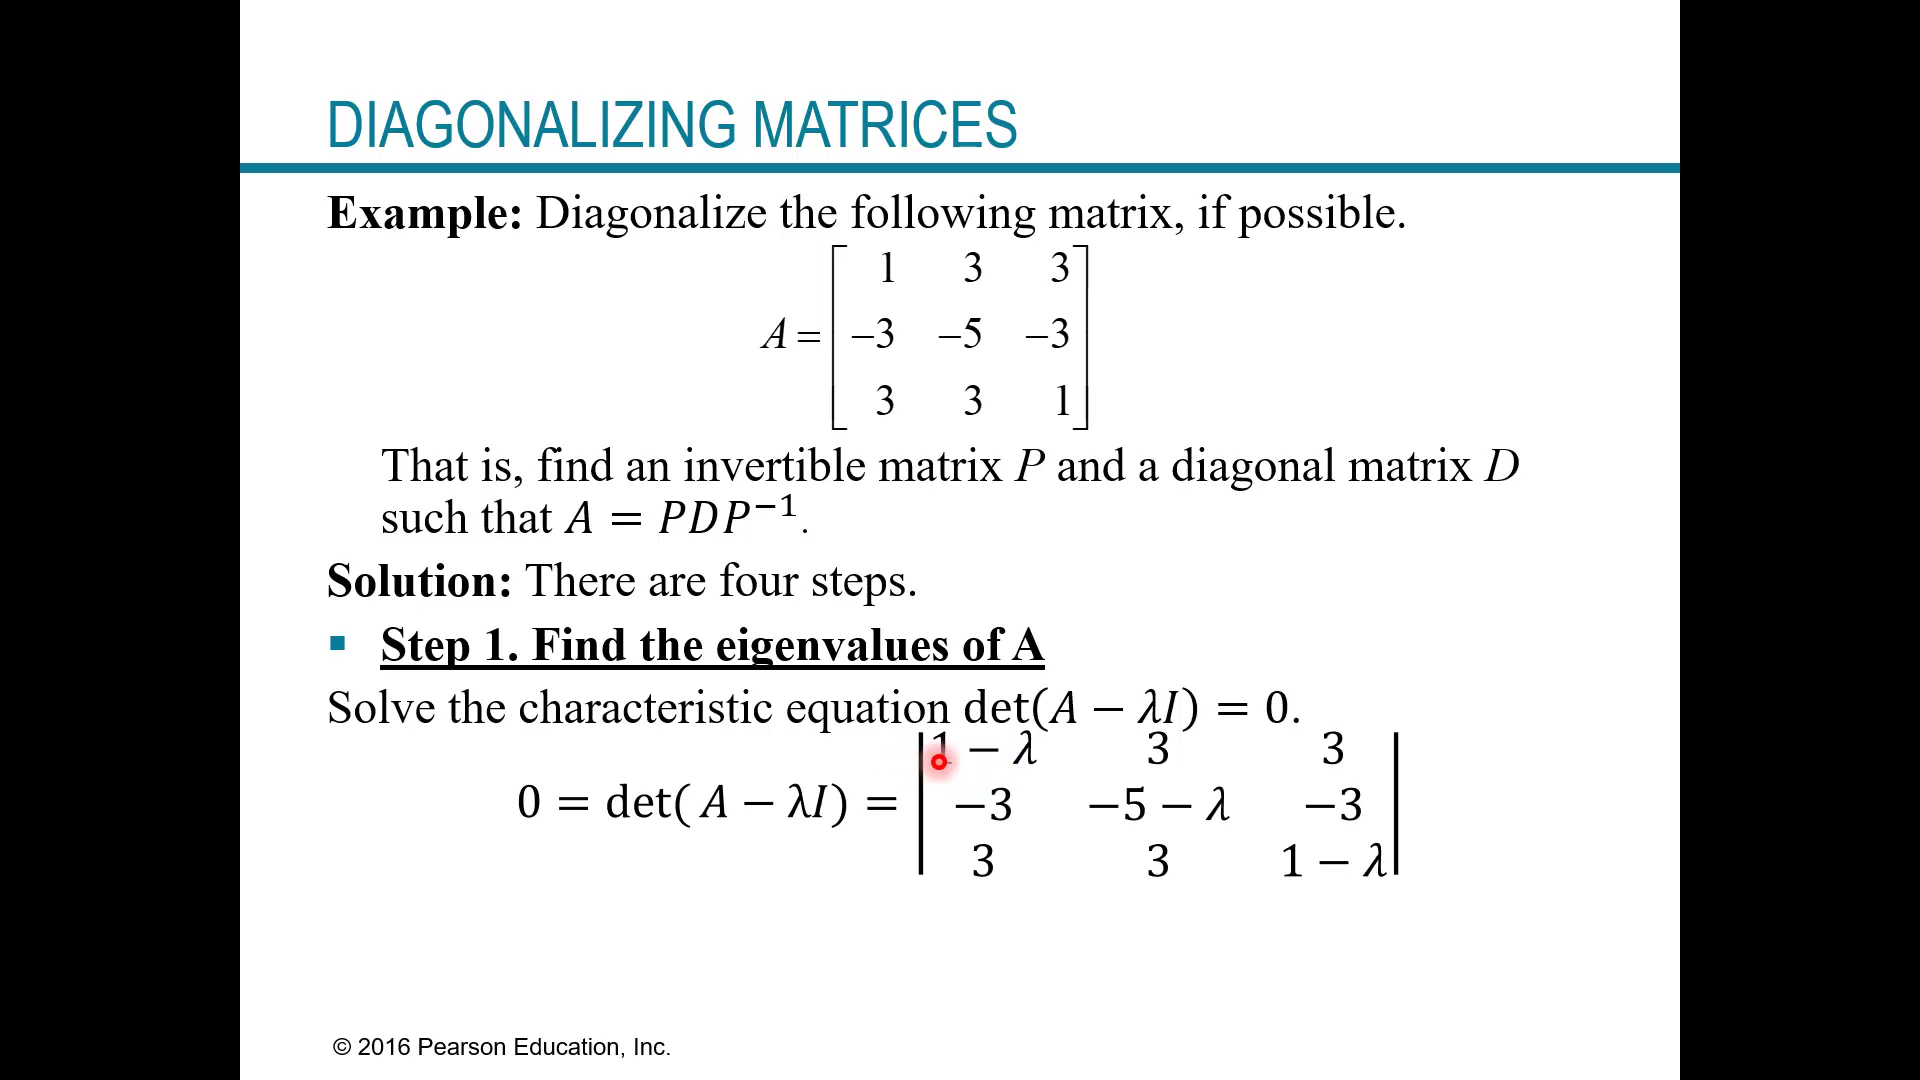 DIAGONALIZING MATRICES
Example: Diagonalize the following matrix, if possible.
1 3 3
A = −3 −5 −3
3 3 1
That is, find an invertible matrix P and a diagonal matrix D
such that A = PDP⁻¹.
Solution: There are four steps.
▪ Step 1. Find the eigenvalues of A
Solve the characteristic equation det(A − λI) = 0.
1 − λ 3 3
0 = det( A − λI) = −3 −5 − λ −3
3 3 1 − λ
© 2016 Pearson Education, Inc.